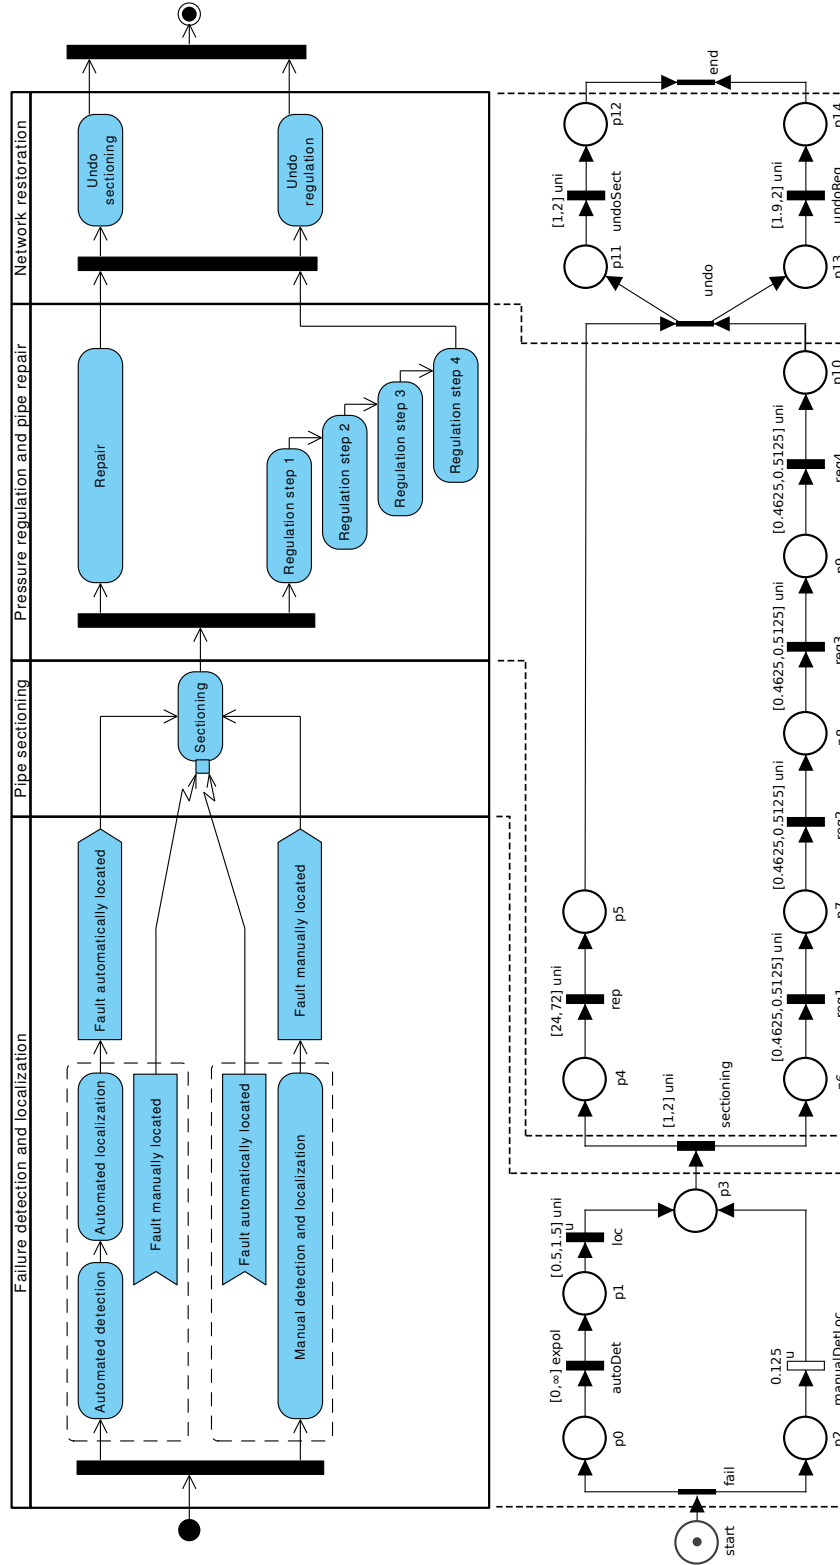 Failure detection and localization
Pipe sectioning
Pressure regulation and pipe repair
Network restoration
Automated detection
Automated localization
Fault automatically located
Fault manually located
Fault automatically located
Manual detection and localization
Fault manually located
Sectioning
Repair
Regulation step 1
Regulation step 2
Regulation step 3
Regulation step 4
Undo
sectioning
Undo
regulation
start
fail
p0
[0,∞] expol
autoDet
p1
[0.5,1.5] uni
u
loc
p2
0.125
u
manualDetLoc
p3
[1,2] uni
sectioning
p4
[24,72] uni
rep
p5
p6
[0.4625,0.5125] uni
reg1
p7
[0.4625,0.5125] uni
reg2
p8
[0.4625,0.5125] uni
reg3
p9
[0.4625,0.5125] uni
reg4
p10
undo
p11
[1,2] uni
undoSect
p12
p13
[1.9,2] uni
undoReg
p14
end